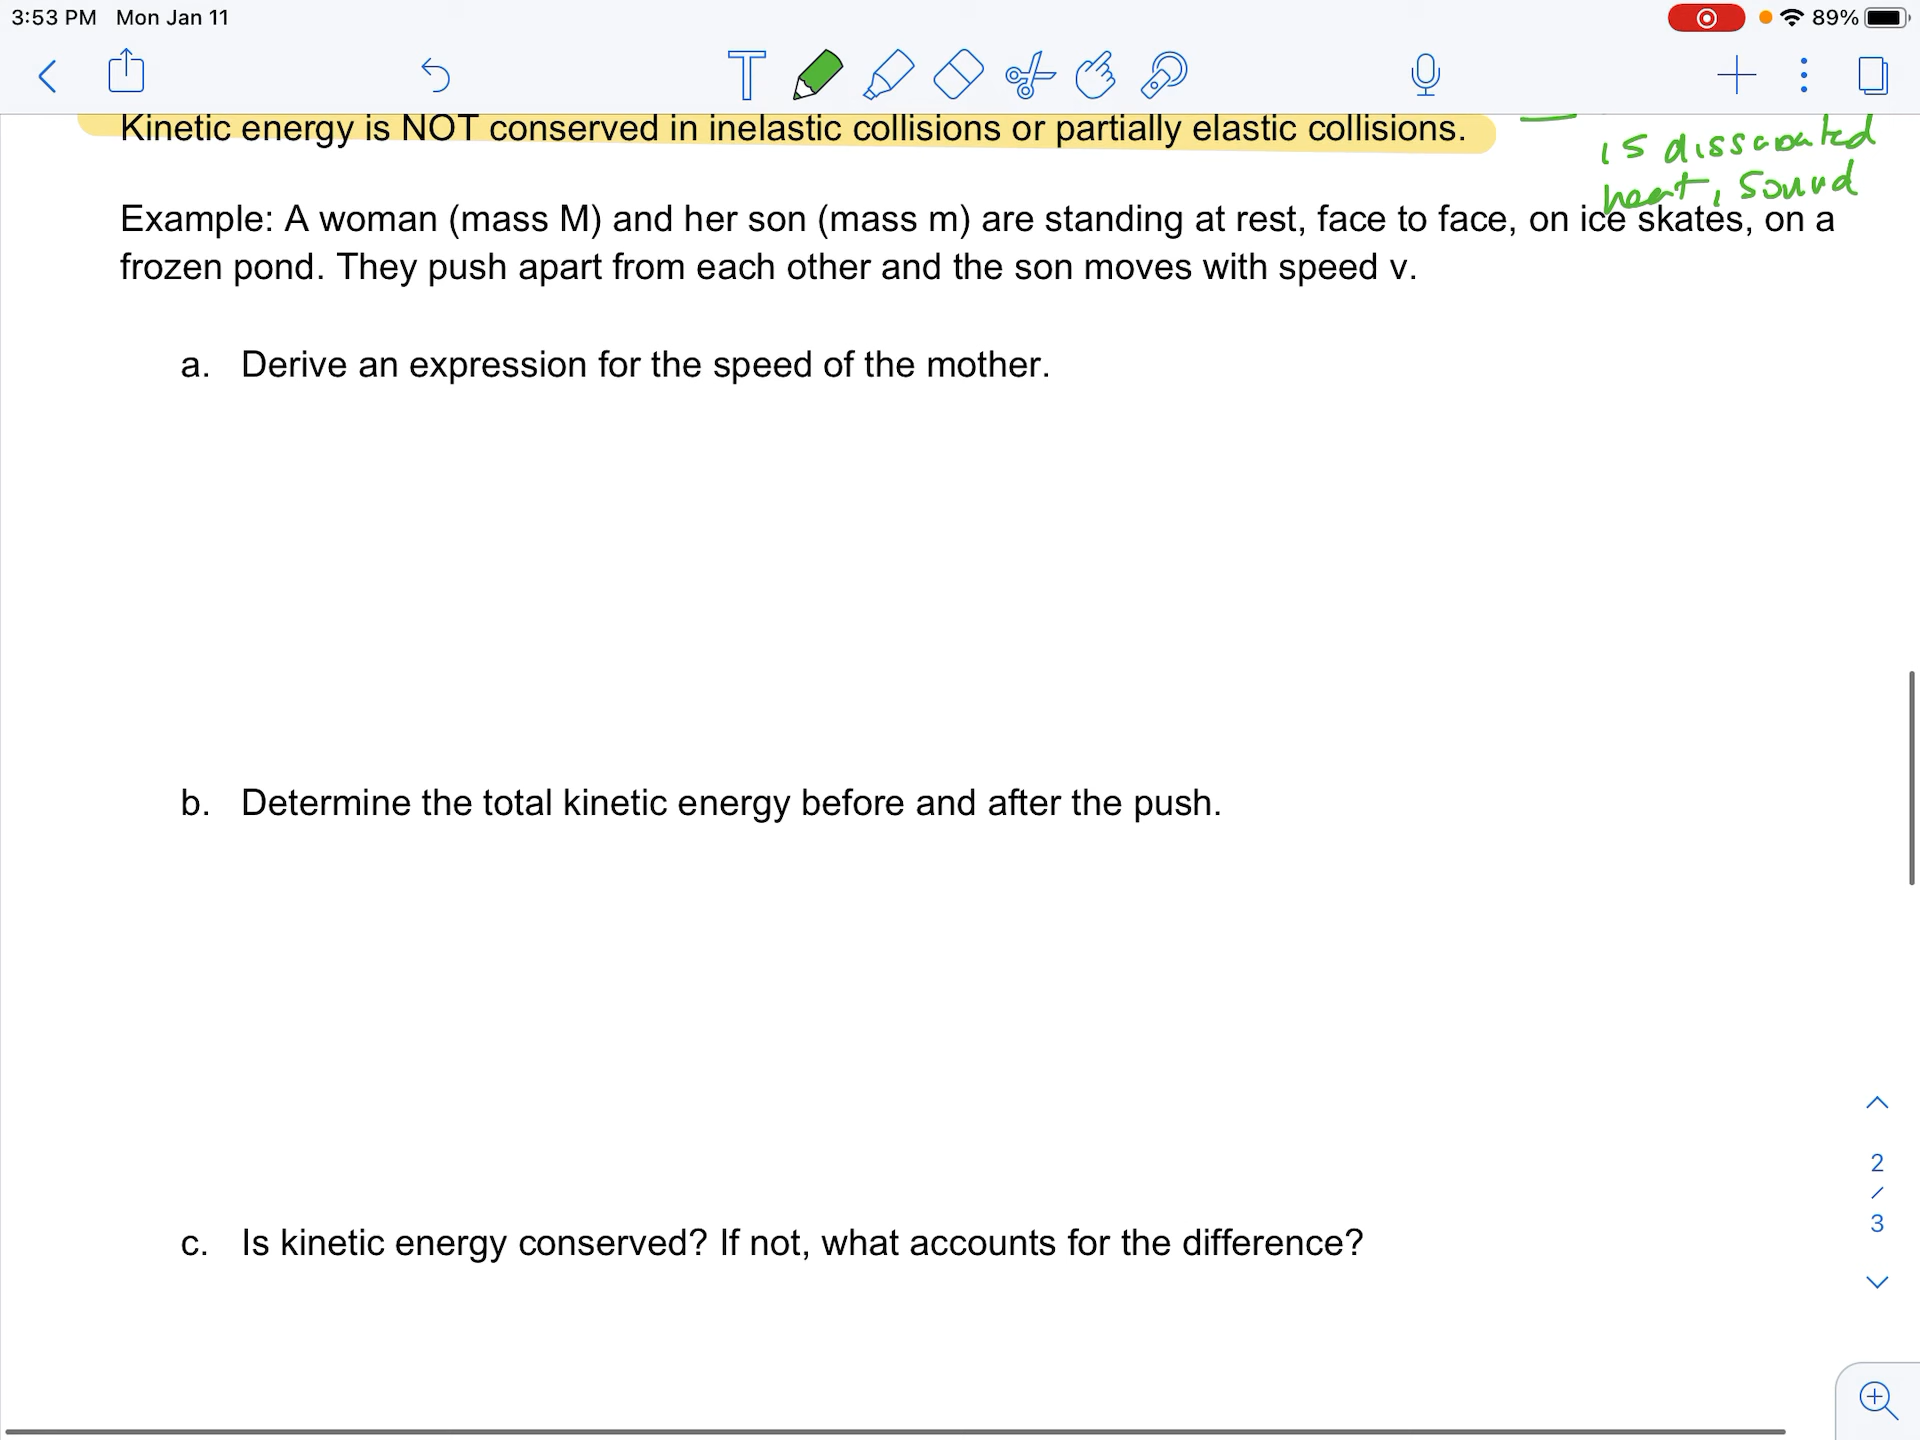 3:53 PM Mon Jan 11
89%
Kinetic energy is NOT conserved in inelastic collisions or partially elastic collisions.
is dissapated
heat, sound
Example: A woman (mass M) and her son (mass m) are standing at rest, face to face, on ice skates, on a
frozen pond. They push apart from each other and the son moves with speed v.
a. Derive an expression for the speed of the mother.
b. Determine the total kinetic energy before and after the push.
2
/
3
c. Is kinetic energy conserved? If not, what accounts for the difference?